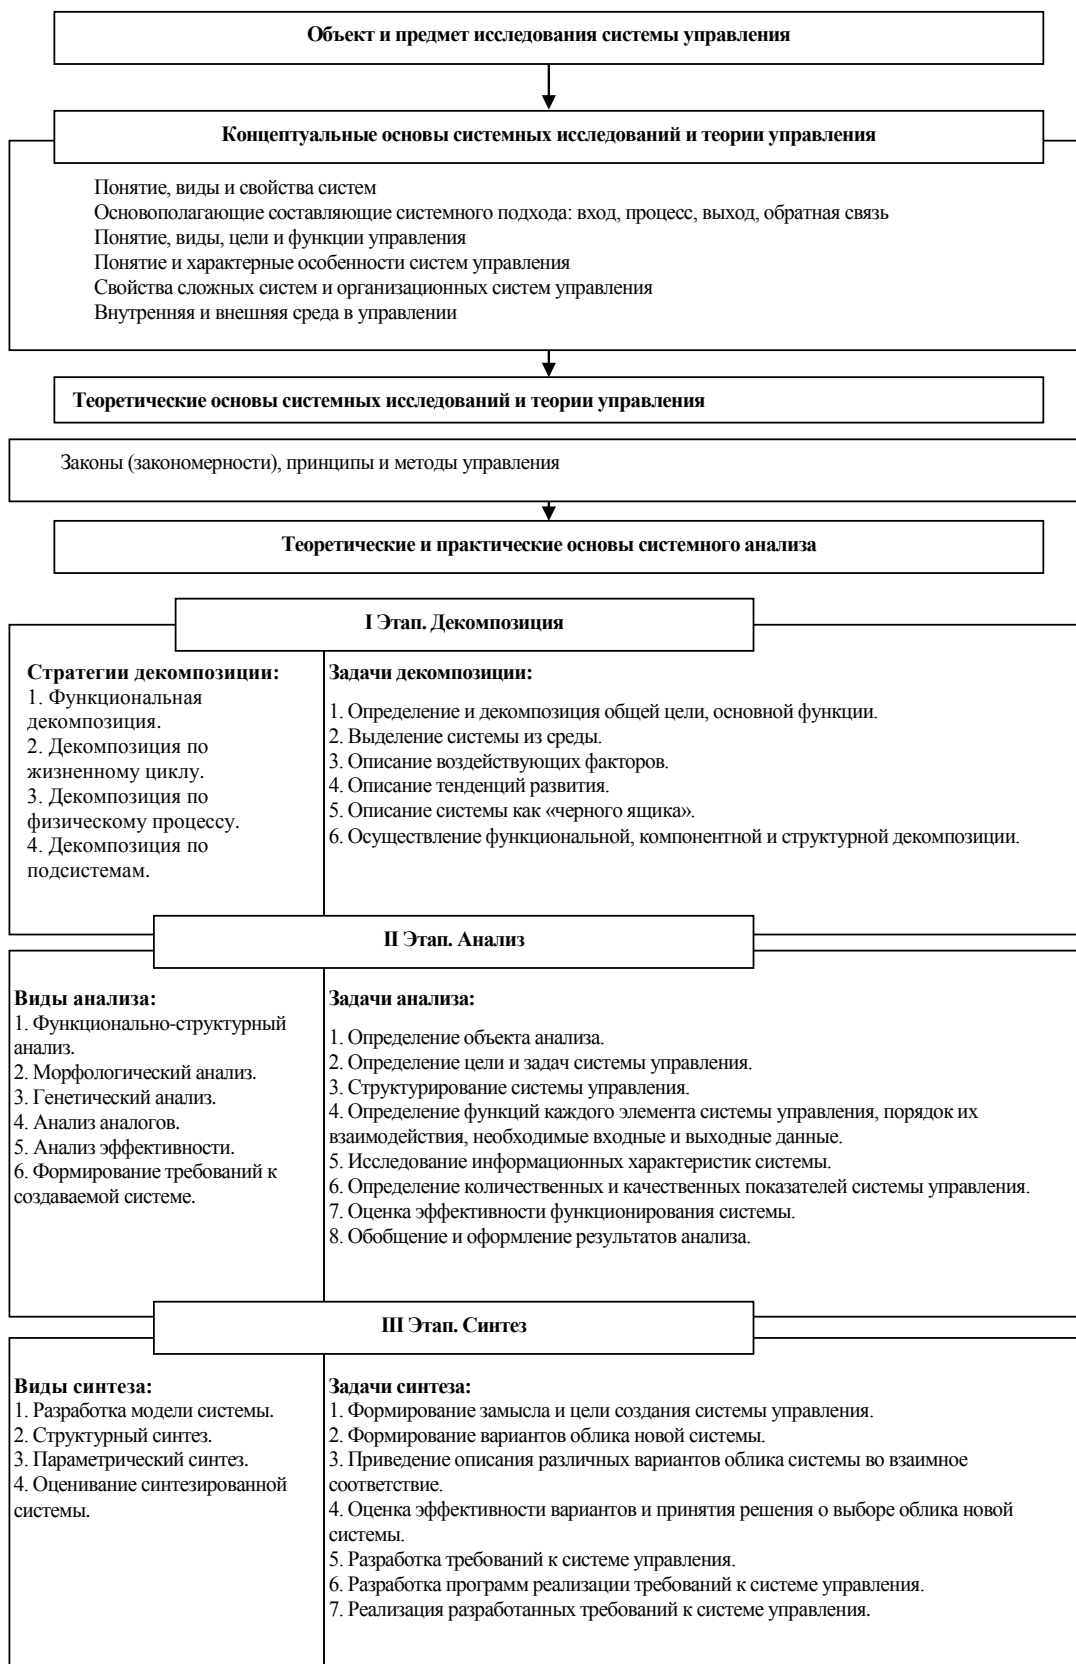 Объект и предмет исследования системы управления
Концептуальные основы системных исследований и теории управления
Понятие, виды и свойства систем
Основополагающие составляющие системного подхода: вход, процесс, выход, обратная связь
Понятие, виды, цели и функции управления
Понятие и характерные особенности систем управления
Свойства сложных систем и организационных систем управления
Внутренняя и внешняя среда в управлении
Теоретические основы системных исследований и теории управления
Законы (закономерности), принципы и методы управления
Теоретические и практические основы системного анализа
I Этап. Декомпозиция
Стратегии декомпозиции:
1. Функциональная
декомпозиция.
2. Декомпозиция по
жизненному циклу.
3. Декомпозиция по
физическому процессу.
4. Декомпозиция по
подсистемам.
Задачи декомпозиции:
1. Определение и декомпозиция общей цели, основной функции.
2. Выделение системы из среды.
3. Описание воздействующих факторов.
4. Описание тенденций развития.
5. Описание системы как «черного ящика».
6. Осуществление функциональной, компонентной и структурной декомпозиции.
II Этап. Анализ
Виды анализа:
1. Функционально-структурный
анализ.
2. Морфологический анализ.
3. Генетический анализ.
4. Анализ аналогов.
5. Анализ эффективности.
6. Формирование требований к
создаваемой системе.
Задачи анализа:
1. Определение объекта анализа.
2. Определение цели и задач системы управления.
3. Структурирование системы управления.
4. Определение функций каждого элемента системы управления, порядок их
взаимодействия, необходимые входные и выходные данные.
5. Исследование информационных характеристик системы.
6. Определение количественных и качественных показателей системы управления.
7. Оценка эффективности функционирования системы.
8. Обобщение и оформление результатов анализа.
III Этап. Синтез
Виды синтеза:
1. Разработка модели системы.
2. Структурный синтез.
3. Параметрический синтез.
4. Оценивание синтезированной
системы.
Задачи синтеза:
1. Формирование замысла и цели создания системы управления.
2. Формирование вариантов облика новой системы.
3. Приведение описания различных вариантов облика системы во взаимное
соответствие.
4. Оценка эффективности вариантов и принятия решения о выборе облика новой
системы.
5. Разработка требований к системе управления.
6. Разработка программ реализации требований к системе управления.
7. Реализация разработанных требований к системе управления.